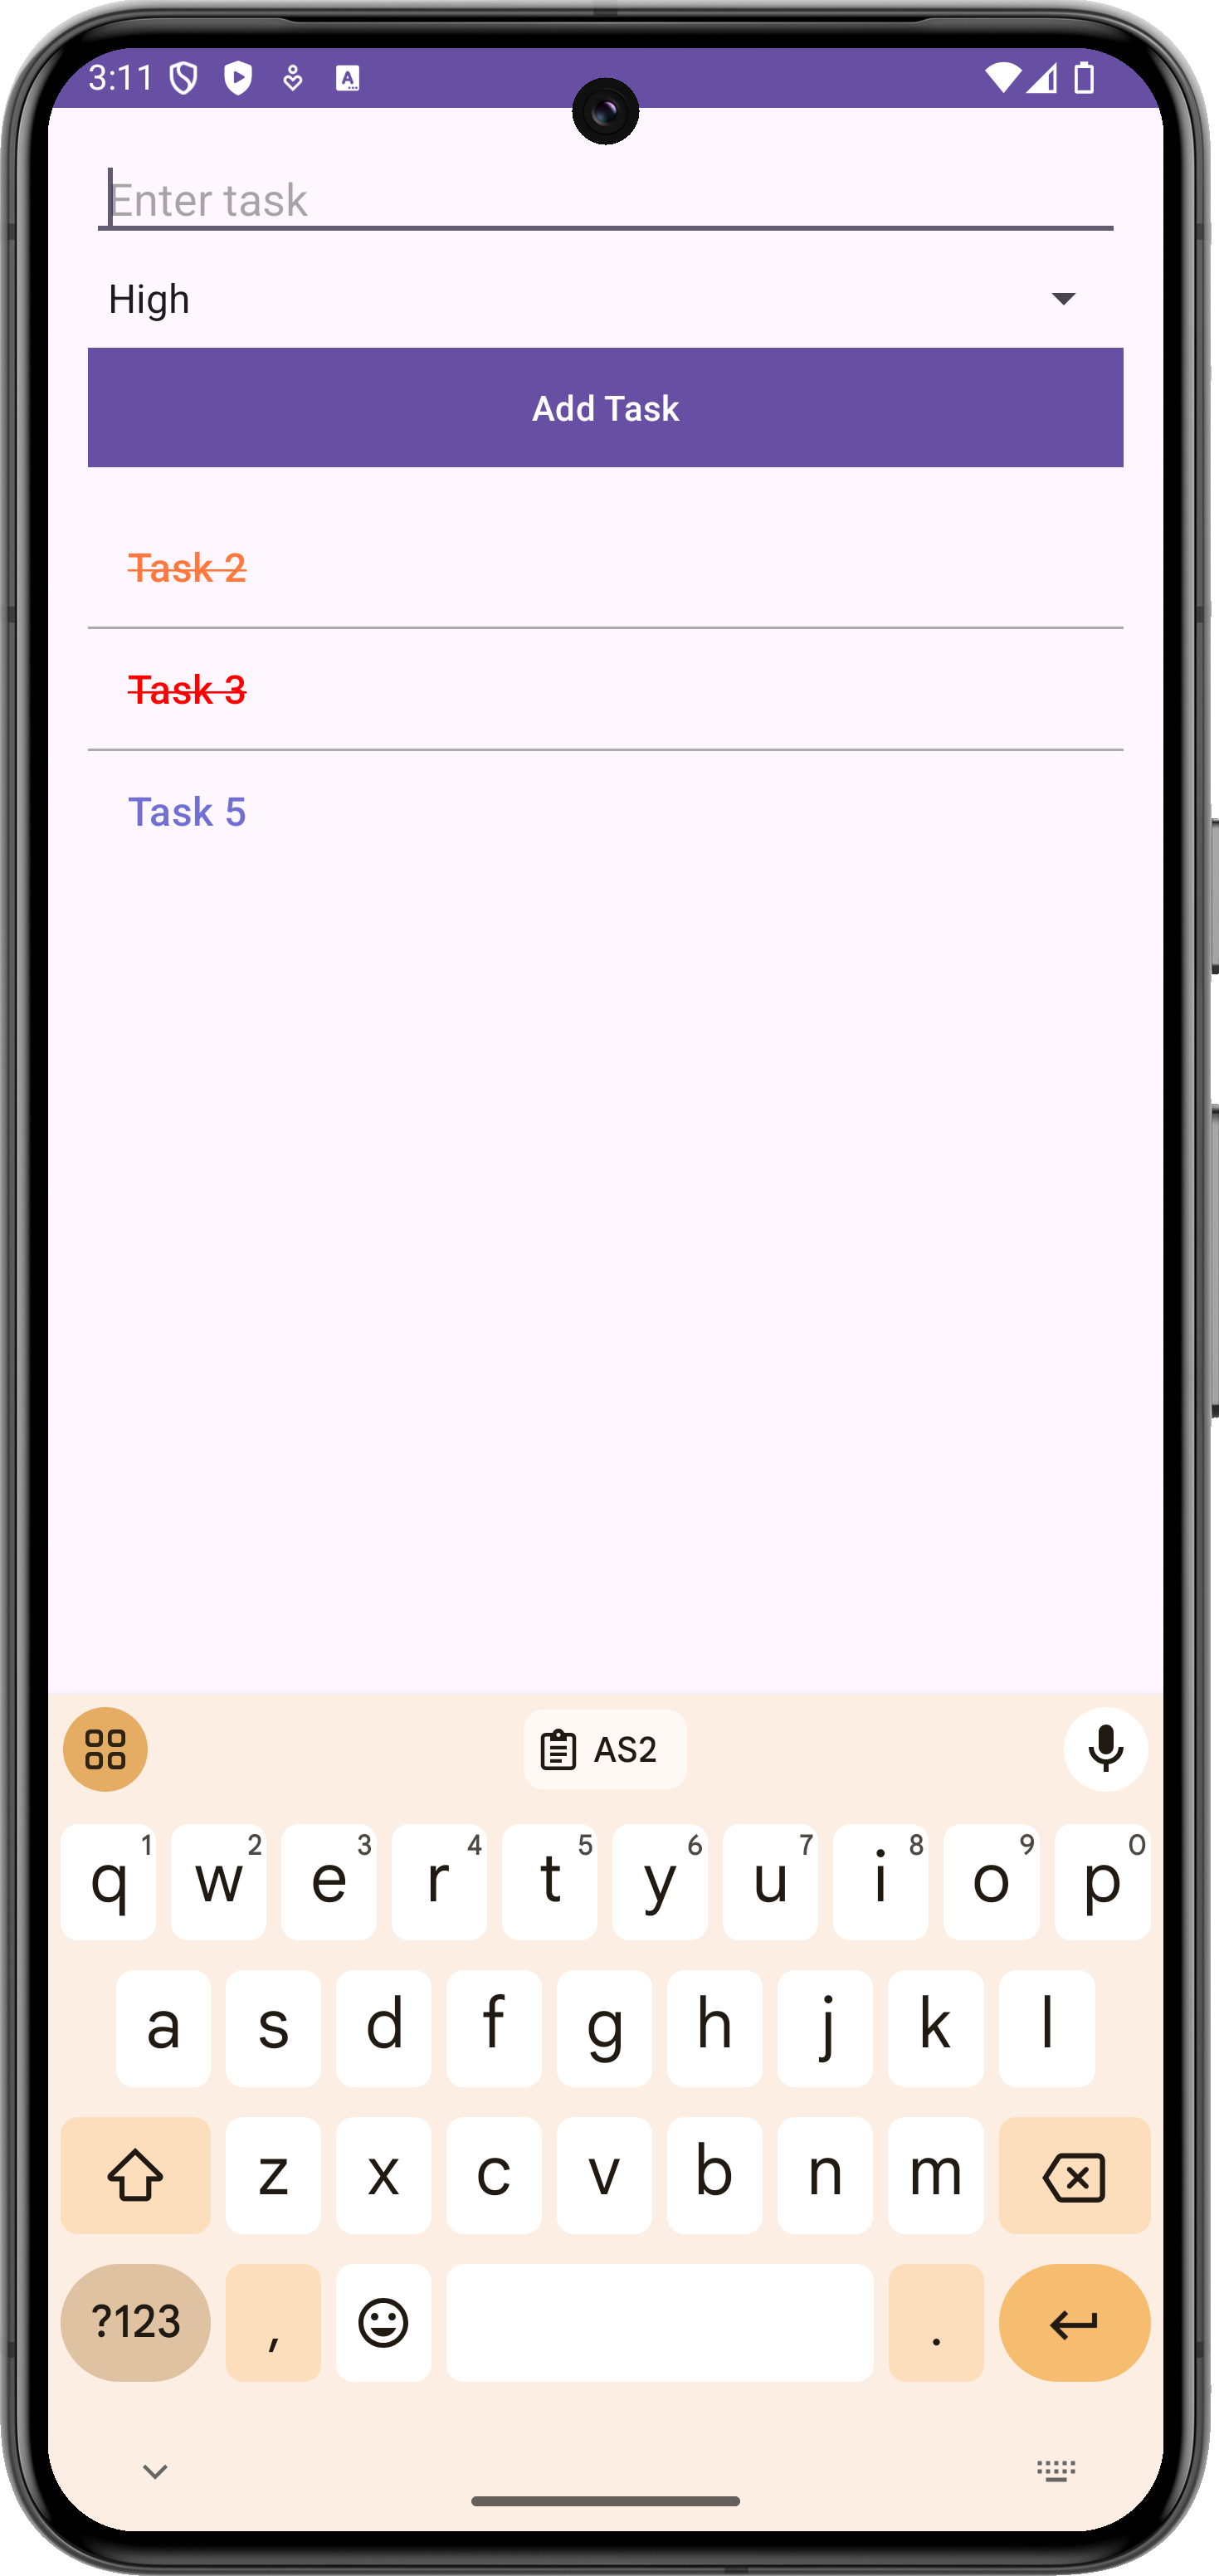 3:11
Enter task
High
Add Task
Task 2
Task 3
Task 5
AS2
q 1 w 2 e 3 r 4 t 5 y 6 u 7 i 8 o 9 p 0
a s d f g h j k l
z x c v b n m
?123 , .